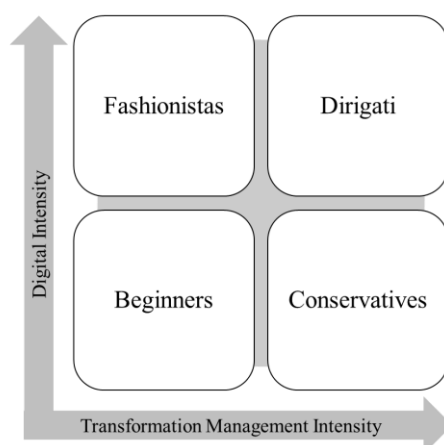 Fashionistas
Dirigati
Beginners
Conservatives
Digital Intensity
Transformation Management Intensity